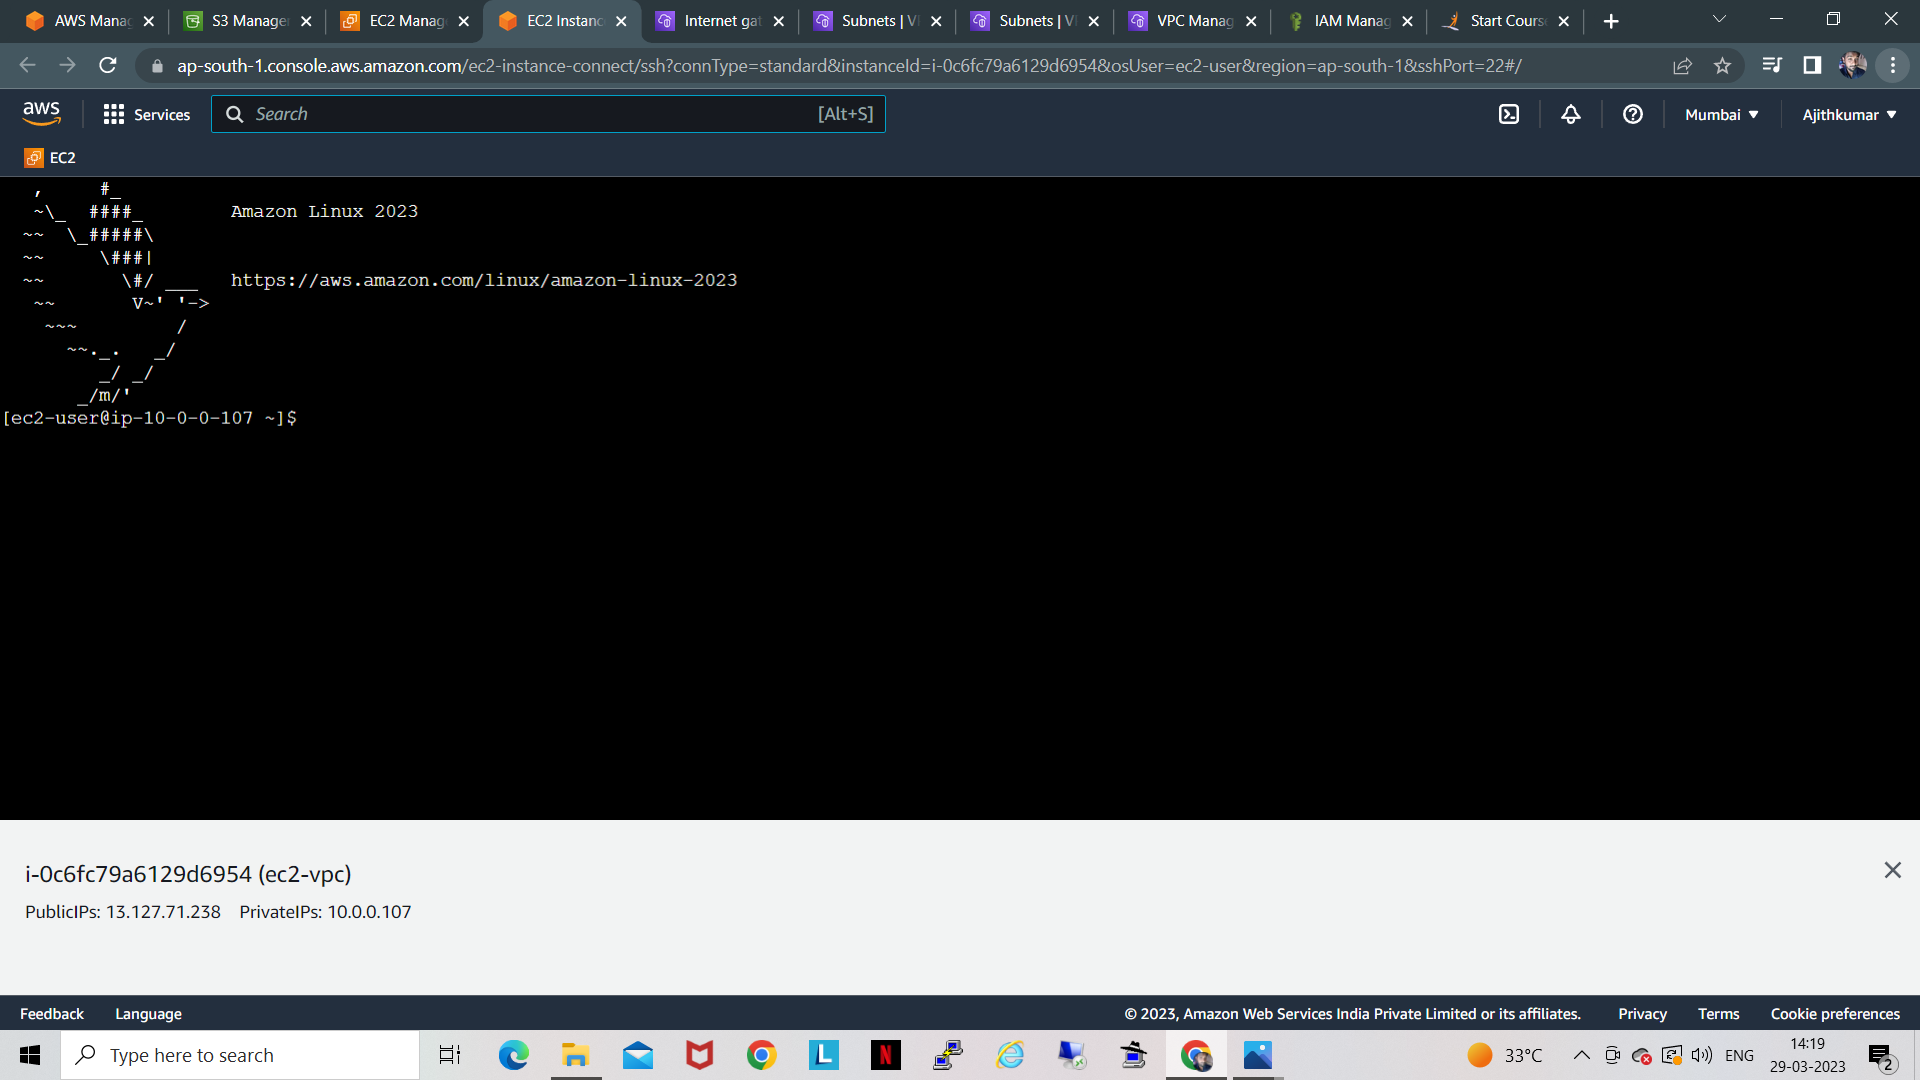 AWS Manag
S3 Manager
EC2 Manag
EC2 Instanc
Internet gat
Subnets | VP
Subnets | VP
VPC Manag
IAM Manag
Start Course
ap-south-1.console.aws.amazon.com/ec2-instance-connect/ssh?connType=standard&instanceId=i-0c6fc79a6129d6954&osUser=ec2-user&region=ap-south-1&sshPort=22#/
aws
Services
Search
[Alt+S]
Mumbai
Ajithkumar
EC2
   ,     #_
   ~\_  ####_        Amazon Linux 2023
  ~~  \_#####\
  ~~     \###|
  ~~       \#/ ___   https://aws.amazon.com/linux/amazon-linux-2023
   ~~       V~' '->
    ~~~         /
      ~~._.   _/
         _/ _/
       _/m/'
[ec2-user@ip-10-0-0-107 ~]$
i-0c6fc79a6129d6954 (ec2-vpc)
PublicIPs: 13.127.71.238 PrivateIPs: 10.0.0.107
Feedback
Language
© 2023, Amazon Web Services India Private Limited or its affiliates.
Privacy
Terms
Cookie preferences
Type here to search
L
N
33°C
ENG
14:19
29-03-2023
2